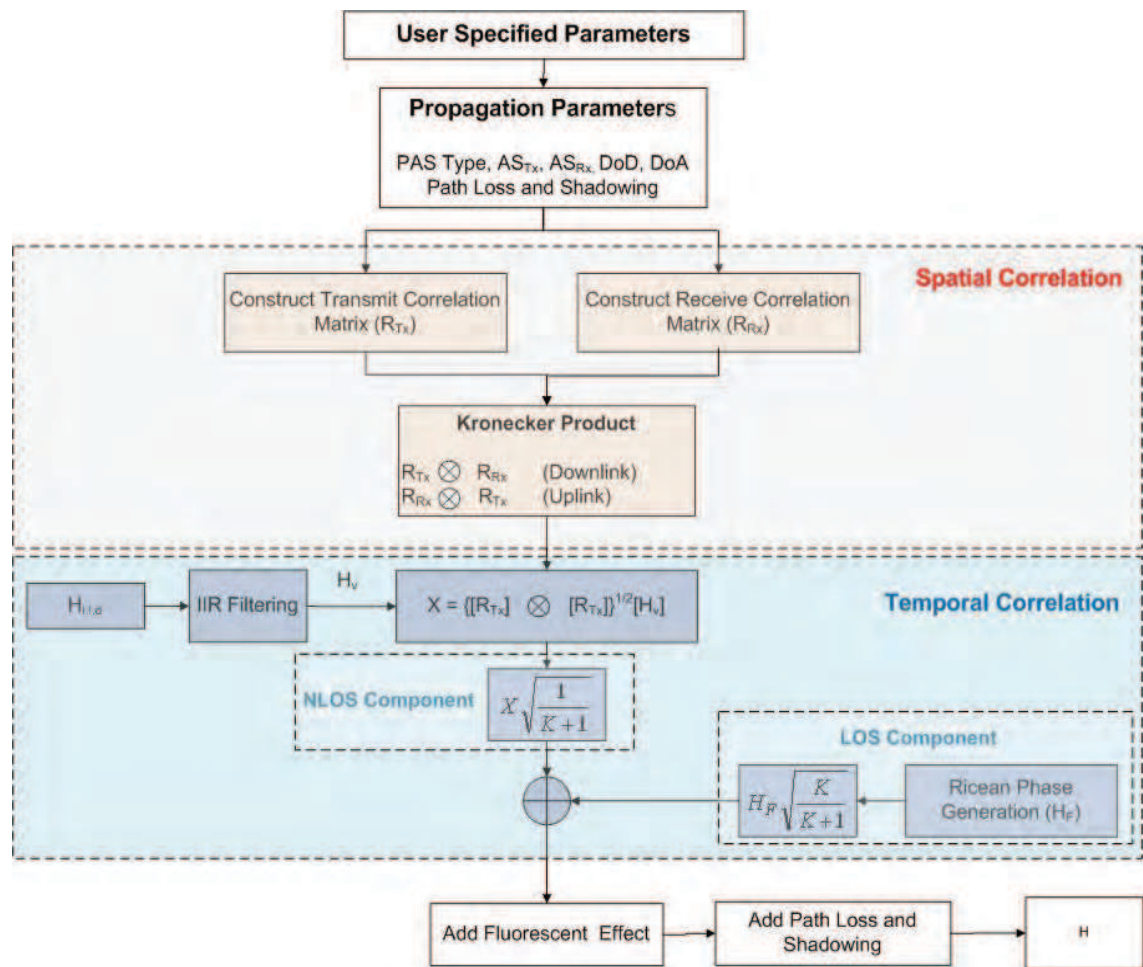 User Specified Parameters
Propagation Parameters
PAS Type, AS_Tx, AS_Rx, DoD, DoA
Path Loss and Shadowing
Spatial Correlation
Construct Transmit Correlation
Matrix (R_Tx)
Construct Receive Correlation
Matrix (R_Rx)
Kronecker Product
R_Tx ⊗ R_Rx (Downlink)
R_Rx ⊗ R_Tx (Uplink)
Temporal Correlation
H_i.i.d
IIR Filtering
H_v
X = {[R_Tx] ⊗ [R_Tx]}^1/2[H_v]
NLOS Component
X√(1/(K+1))
LOS Component
H_F√(K/(K+1))
Ricean Phase
Generation (H_F)
Add Fluorescent Effect
Add Path Loss and
Shadowing
H